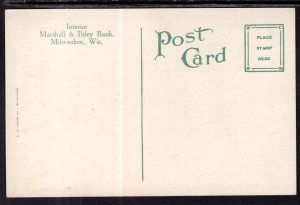 Interior
Marshall & Ilsley Bank,
Milwaukee, Wis.
Post
Card
PLACE
STAMP
HERE